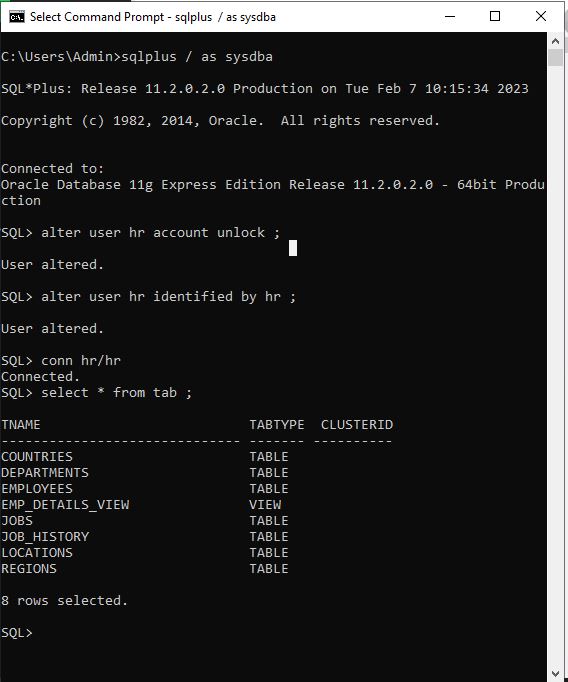 Select Command Prompt - sqlplus  / as sysdba
C:\Users\Admin>sqlplus / as sysdba
SQL*Plus: Release 11.2.0.2.0 Production on Tue Feb 7 10:15:34 2023
Copyright (c) 1982, 2014, Oracle.  All rights reserved.
Connected to:
Oracle Database 11g Express Edition Release 11.2.0.2.0 - 64bit Produ
ction
SQL> alter user hr account unlock ;
User altered.
SQL> alter user hr identified by hr ;
User altered.
SQL> conn hr/hr
Connected.
SQL> select * from tab ;
TNAME                          TABTYPE  CLUSTERID
------------------------------ ------- ----------
COUNTRIES                      TABLE
DEPARTMENTS                    TABLE
EMPLOYEES                      TABLE
EMP_DETAILS_VIEW               VIEW
JOBS                           TABLE
JOB_HISTORY                    TABLE
LOCATIONS                      TABLE
REGIONS                        TABLE
8 rows selected.
SQL>